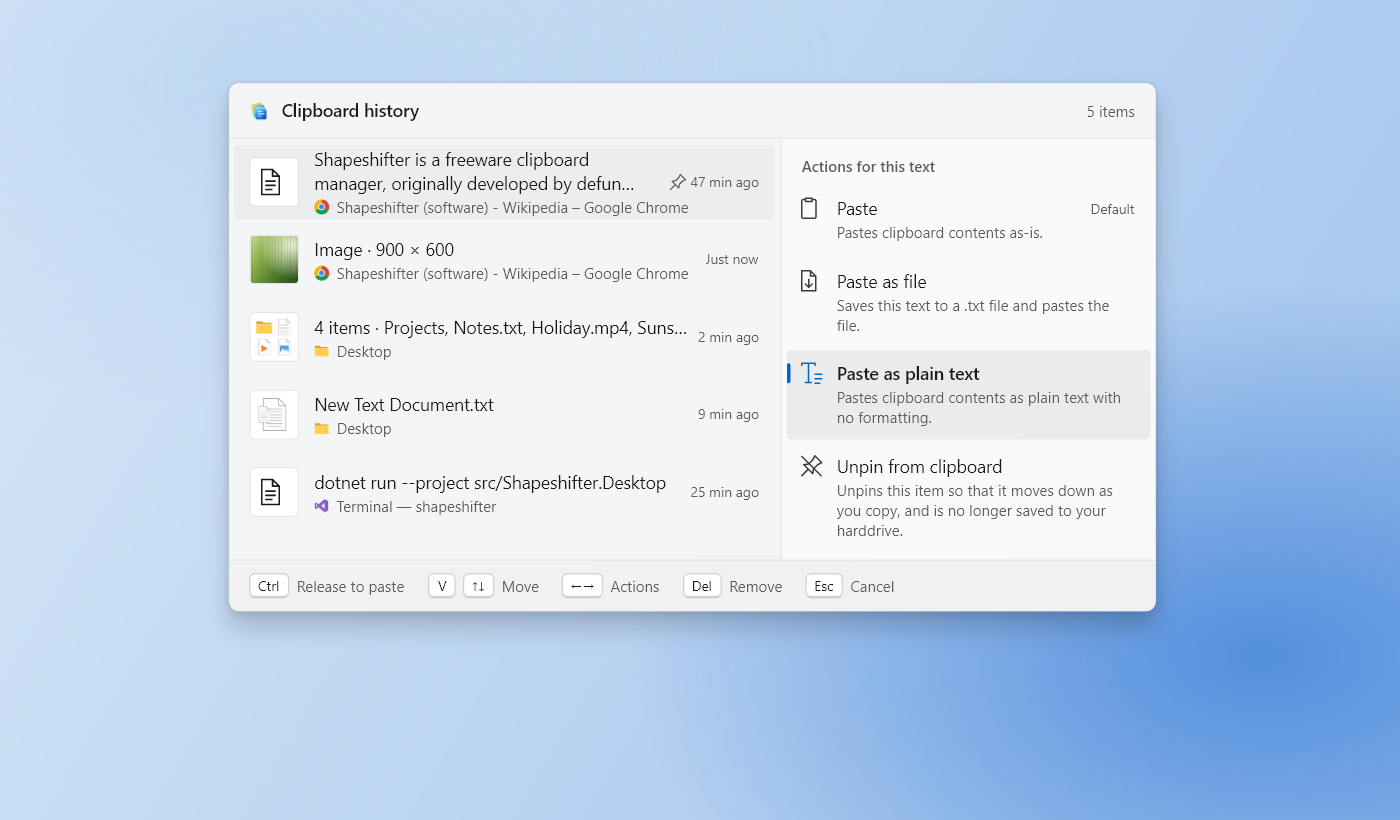 Clipboard history
5 items
Shapeshifter is a freeware clipboard
manager, originally developed by defun...
47 min ago
Shapeshifter (software) - Wikipedia – Google Chrome
Image · 900 × 600
Just now
Shapeshifter (software) - Wikipedia – Google Chrome
4 items · Projects, Notes.txt, Holiday.mp4, Suns...
2 min ago
Desktop
New Text Document.txt
9 min ago
Desktop
dotnet run --project src/Shapeshifter.Desktop
25 min ago
Terminal — shapeshifter
Actions for this text
Paste
Default
Pastes clipboard contents as-is.
Paste as file
Saves this text to a .txt file and pastes the
file.
Paste as plain text
Pastes clipboard contents as plain text with
no formatting.
Unpin from clipboard
Unpins this item so that it moves down as
you copy, and is no longer saved to your
harddrive.
Ctrl Release to paste V ↑↓ Move ←→ Actions Del Remove Esc Cancel